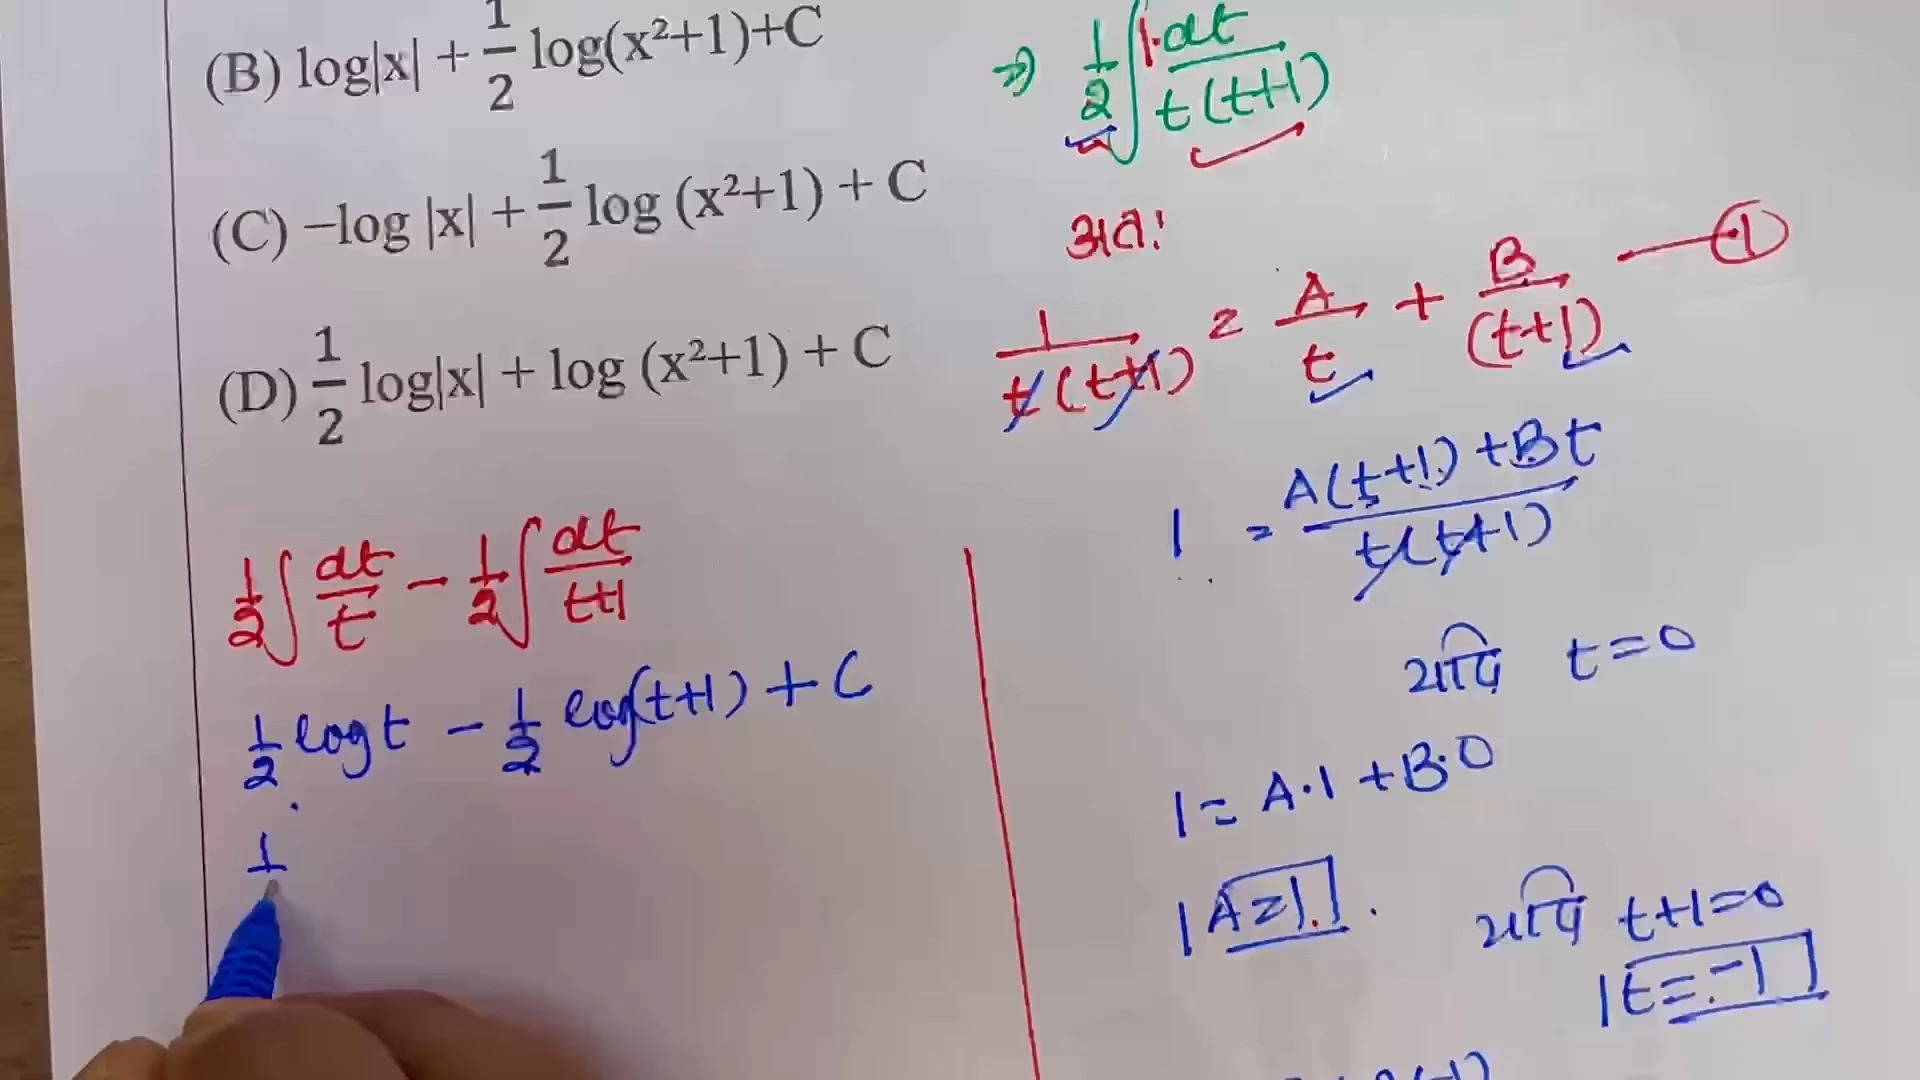 (B) log|x| + 1/2 log(x²+1)+C
(C) –log |x| + 1/2 log (x²+1) + C
(D) 1/2 log|x| + log (x²+1) + C
1/2 ∫ dt/t - 1/2 ∫ dt/t+1
1/2 log t - 1/2 log(t+1) + C
1
⇒ 1/2 ∫ 1·dt/t(t+1)
अत:
1/t(t+1) = A/t + B/(t+1) — ①
1 = A(t+1)+Bt/t(t+1)
यदि t=0
1 = A·1 + B·0
A=1
यदि t+1=0
t=-1